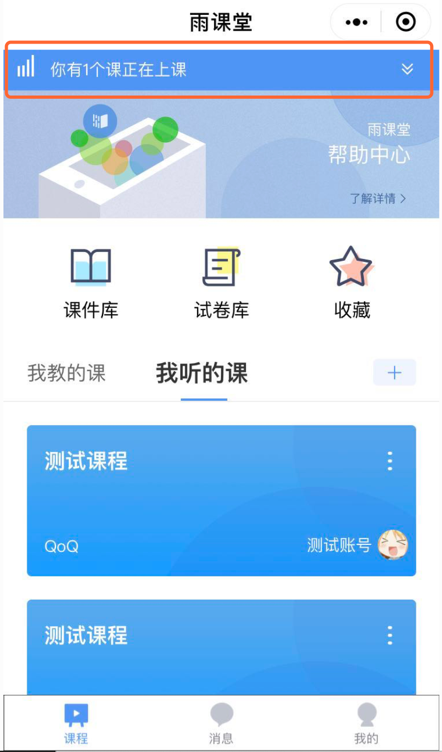 雨课堂
你有1个课正在上课
雨课堂
帮助中心
了解详情 >
课件库
试卷库
收藏
我教的课
我听的课
+
测试课程
QoQ
测试账号
测试课程
课程
消息
我的